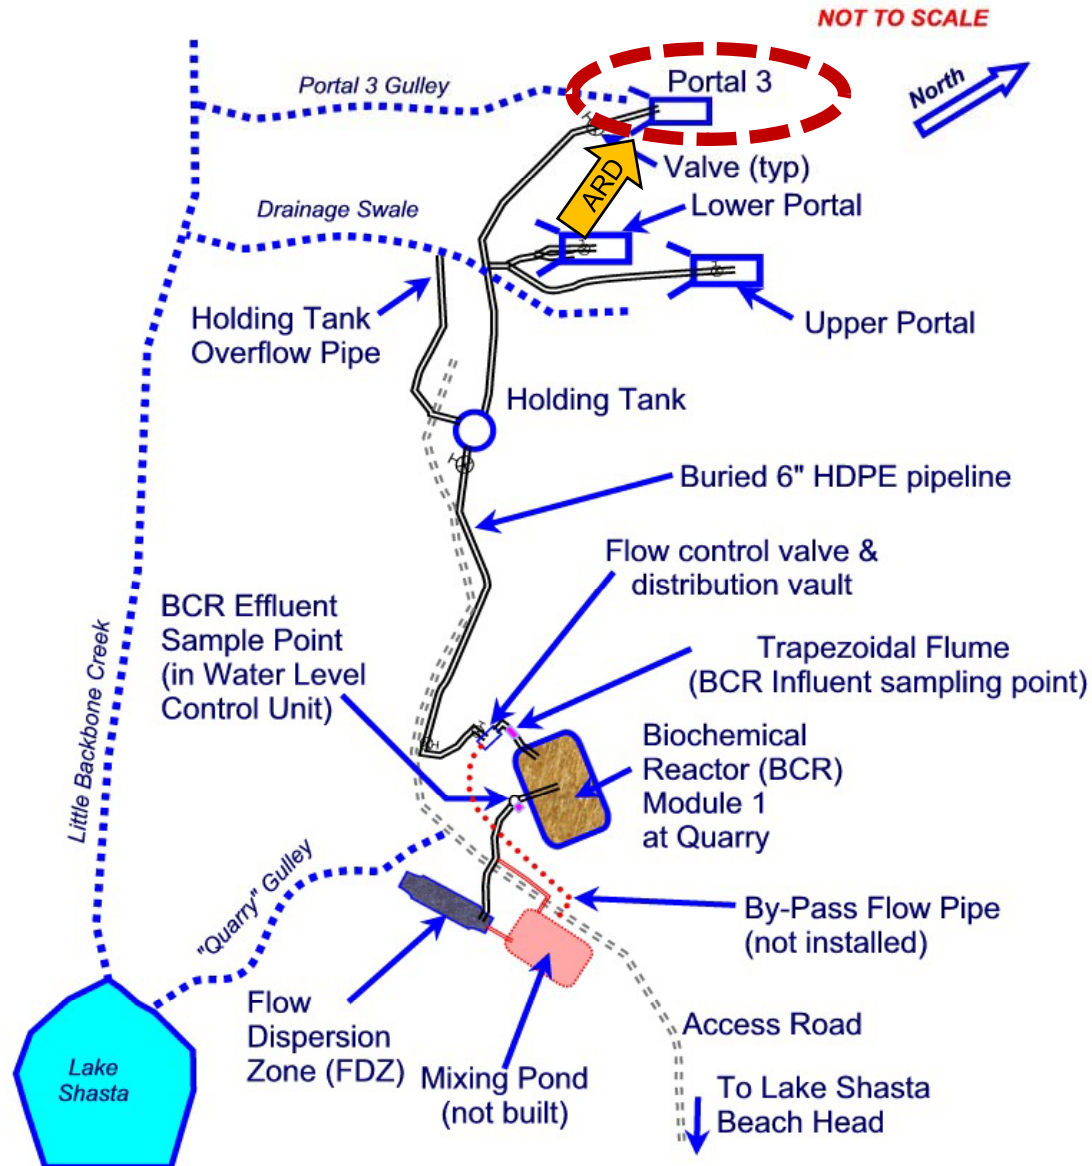 NOT TO SCALE
Portal 3 Gulley
Portal 3
North
Valve (typ)
ARD
Lower Portal
Drainage Swale
Holding Tank
Overflow Pipe
Upper Portal
Holding Tank
Buried 6" HDPE pipeline
Flow control valve &
distribution vault
BCR Effluent
Sample Point
(in Water Level
Control Unit)
Trapezoidal Flume
(BCR Influent sampling point)
Biochemical
Reactor (BCR)
Module 1
at Quarry
Little Backbone Creek
"Quarry" Gulley
By-Pass Flow Pipe
(not installed)
Flow
Dispersion
Zone (FDZ)
Mixing Pond
(not built)
Access Road
Lake
Shasta
To Lake Shasta
Beach Head